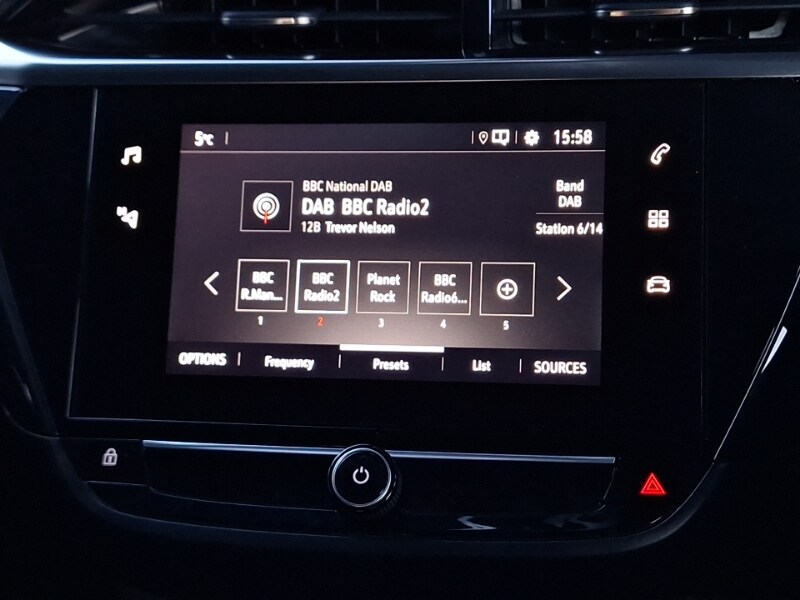 5°C
15:58
BBC National DAB
DAB BBC Radio2
12B Trevor Nelson
Band
DAB
Station 6/14
BBC
R.Man...
BBC
Radio2
Planet
Rock
BBC
Radio6...
1
2
3
4
5
OPTIONS
Frequency
Presets
List
SOURCES